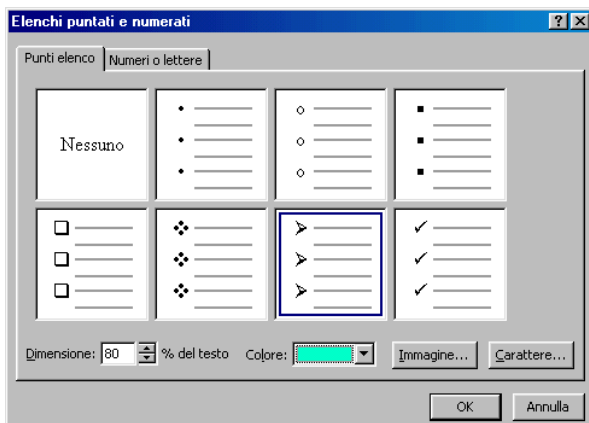 Elenchi puntati e numerati
Punti elenco Numeri o lettere
Nessuno
Dimensione: 80 % del testo Colore: Immagine... Carattere...
OK Annulla